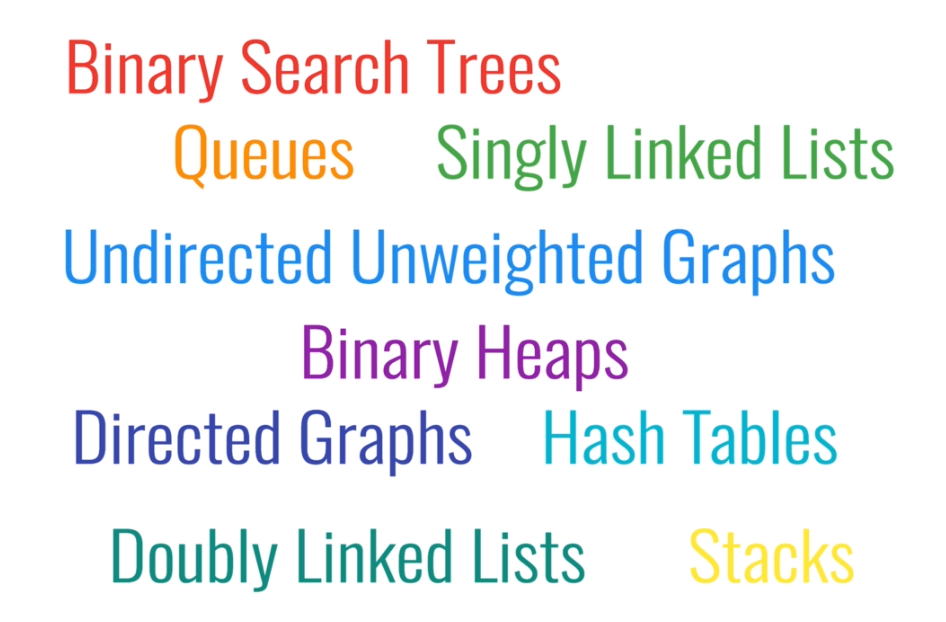 Binary Search Trees
Queues Singly Linked Lists
Undirected Unweighted Graphs
Binary Heaps
Directed Graphs Hash Tables
Doubly Linked Lists Stacks